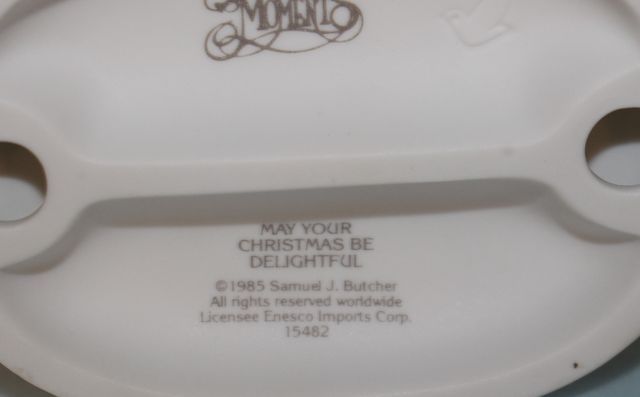 MOMENTS
MAY YOUR
CHRISTMAS BE
DELIGHTFUL
©1985 Samuel J. Butcher
All rights reserved worldwide
Licensee Enesco Imports Corp.
15482